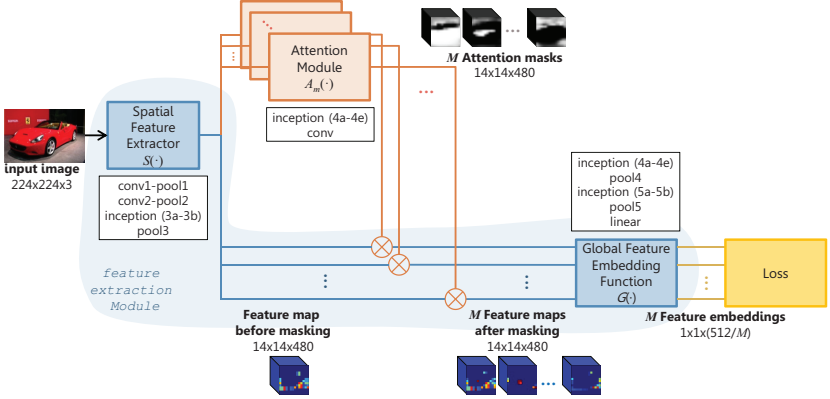 Attention
Module
Aₘ(·)
inception (4a-4e)
conv
M Attention masks
14x14x480
Spatial
Feature
Extractor
S(·)
input image
224x224x3
conv1-pool1
conv2-pool2
inception (3a-3b)
pool3
inception (4a-4e)
pool4
inception (5a-5b)
pool5
linear
feature
extraction
Module
Global Feature
Embedding
Function
G(·)
Loss
Feature map
before masking
14x14x480
M Feature maps
after masking
14x14x480
M Feature embeddings
1x1x(512/M)